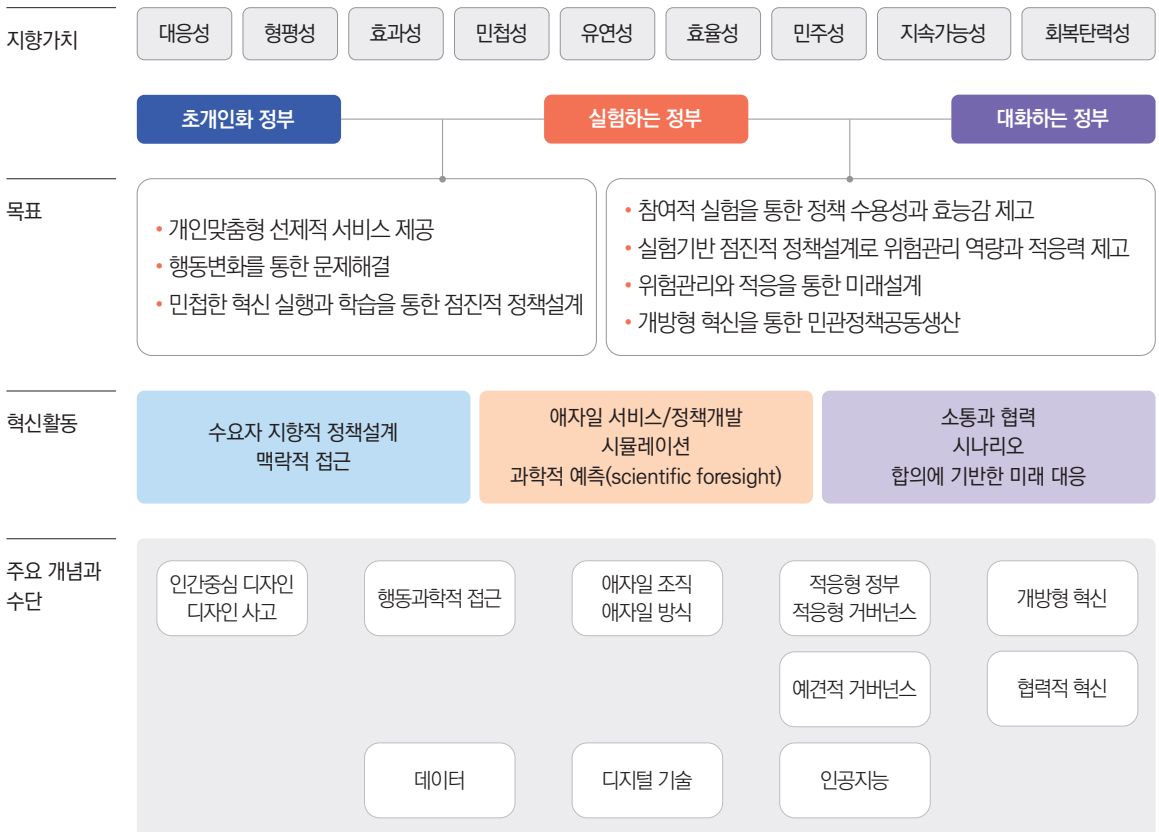 지향가치
대응성
형평성
효과성
민첩성
유연성
효율성
민주성
지속가능성
회복탄력성
초개인화 정부
실험하는 정부
대화하는 정부
목표
• 개인맞춤형 선제적 서비스 제공
• 행동변화를 통한 문제해결
• 민첩한 혁신 실행과 학습을 통한 점진적 정책설계
• 참여적 실험을 통한 정책 수용성과 효능감 제고
• 실험기반 점진적 정책설계로 위험관리 역량과 적응력 제고
• 위험관리와 적응을 통한 미래설계
• 개방형 혁신을 통한 민관정책공동생산
혁신활동
수요자 지향적 정책설계
맥락적 접근
애자일 서비스/정책개발
시뮬레이션
과학적 예측(scientific foresight)
소통과 협력
시나리오
합의에 기반한 미래 대응
주요 개념과
수단
인간중심 디자인
디자인 사고
행동과학적 접근
애자일 조직
애자일 방식
적응형 정부
적응형 거버넌스
개방형 혁신
예견적 거버넌스
협력적 혁신
데이터
디지털 기술
인공지능